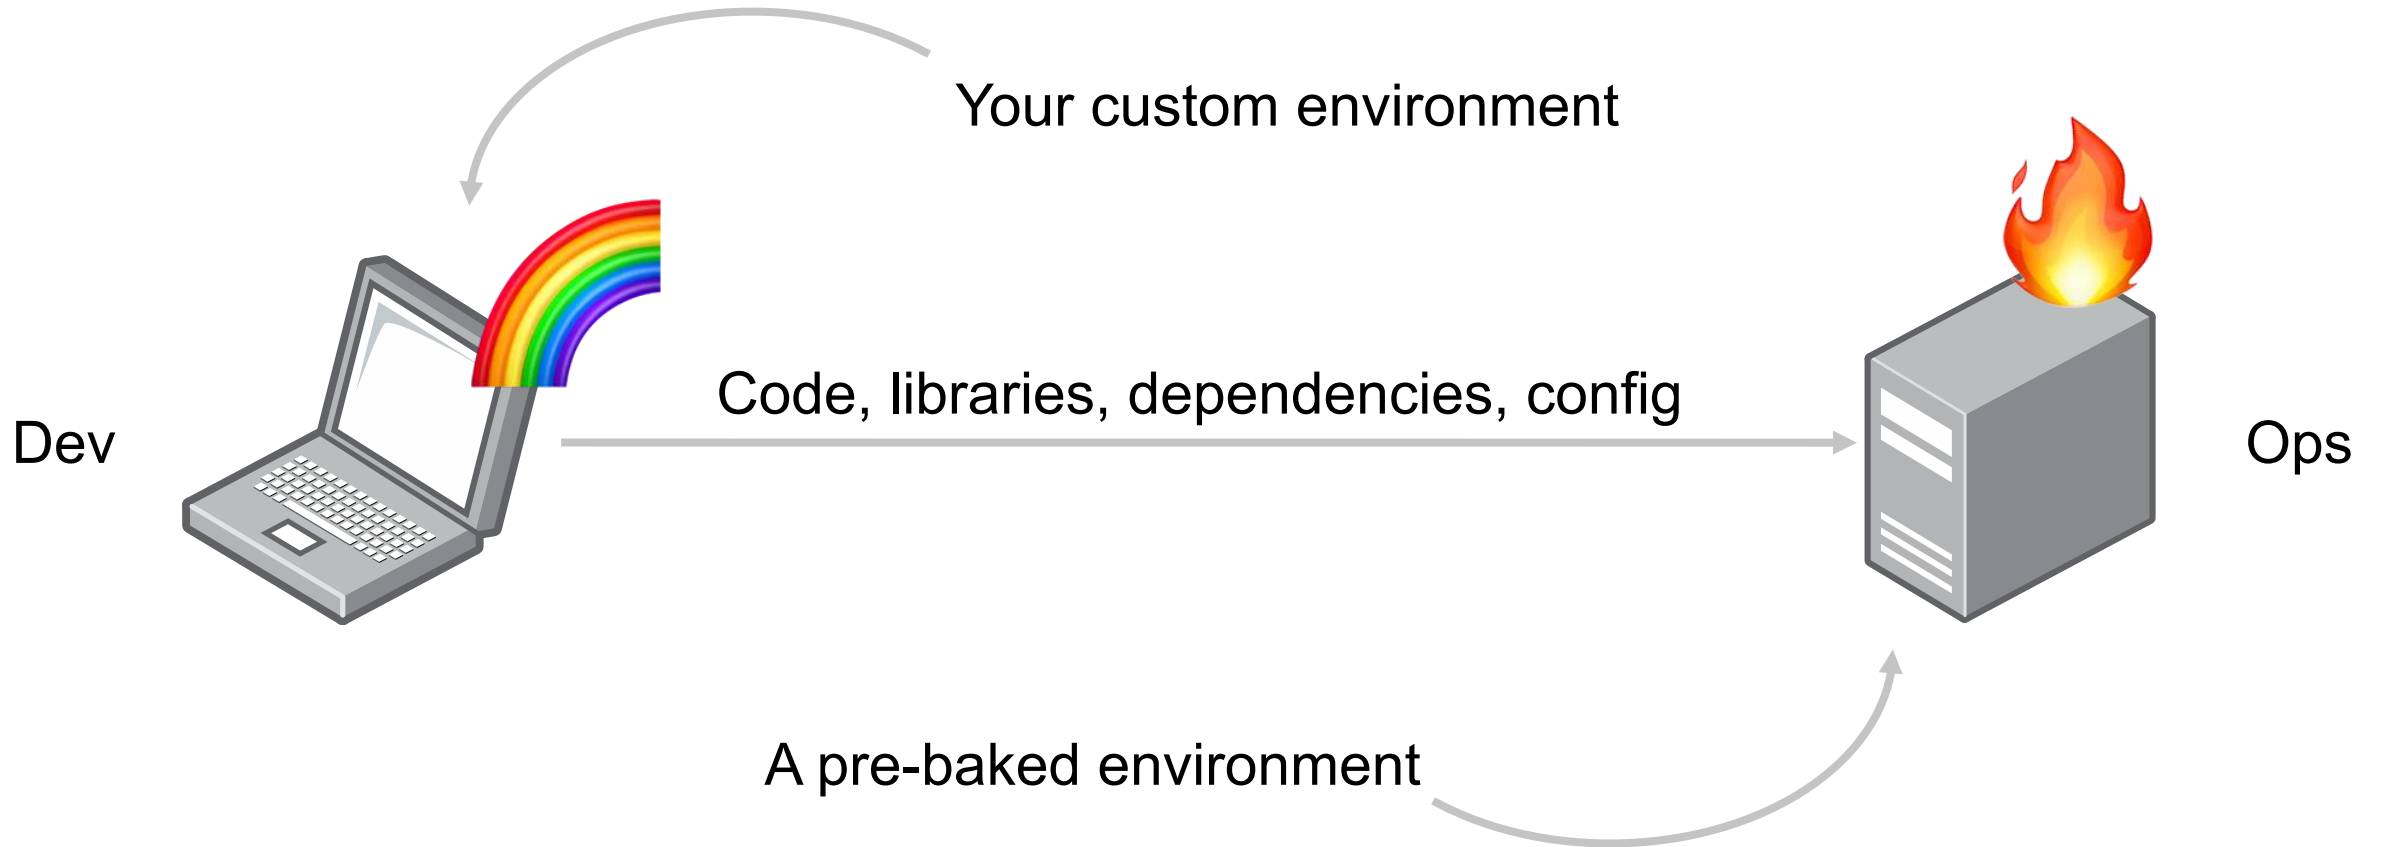 Your custom environment
Code, libraries, dependencies, config
Dev
Ops
A pre-baked environment